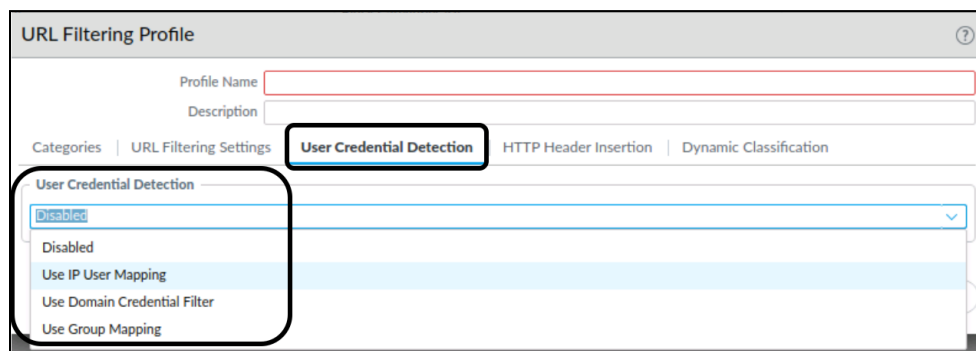 URL Filtering Profile
Profile Name
Description
Categories | URL Filtering Settings | User Credential Detection | HTTP Header Insertion | Dynamic Classification
User Credential Detection
Disabled
Disabled
Use IP User Mapping
Use Domain Credential Filter
Use Group Mapping